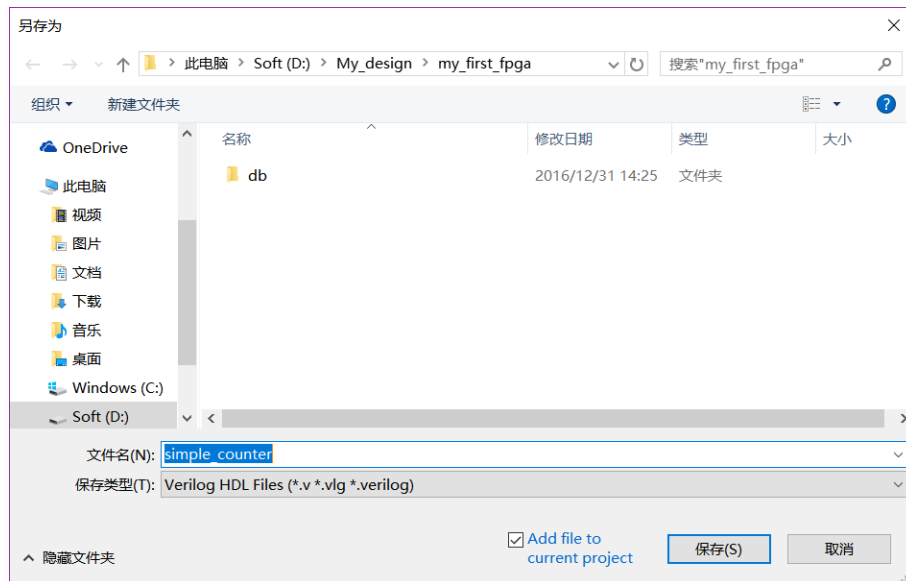 另存为
此电脑 > Soft (D:) > My_design > my_first_fpga
搜索"my_first_fpga"
组织 新建文件夹
名称 修改日期 类型 大小
OneDrive
db 2016/12/31 14:25 文件夹
此电脑
视频
图片
文档
下载
音乐
桌面
Windows (C:)
Soft (D:)
文件名(N): simple_counter
保存类型(T): Verilog HDL Files (*.v *.vlg *.verilog)
Add file to
current project
保存(S) 取消
隐藏文件夹